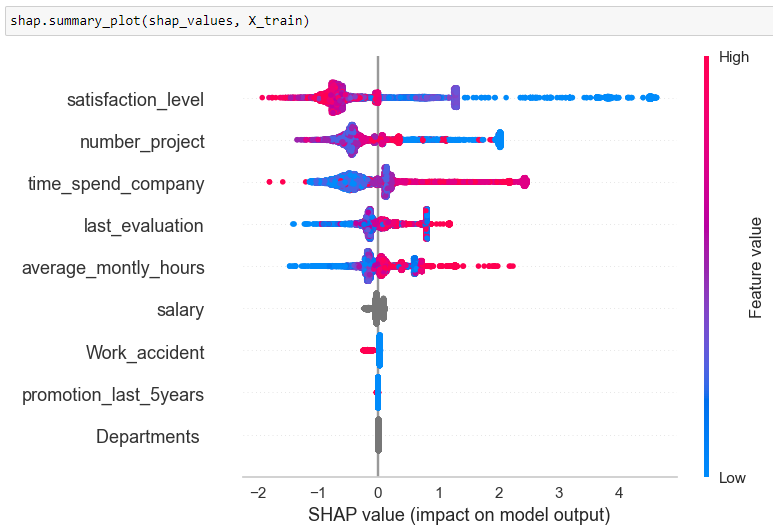 shap.summary_plot(shap_values, X_train)
High
satisfaction_level
number_project
time_spend_company
last_evaluation
average_montly_hours
salary
Work_accident
promotion_last_5years
Departments
Feature value
Low
−2 −1 0 1 2 3 4
SHAP value (impact on model output)